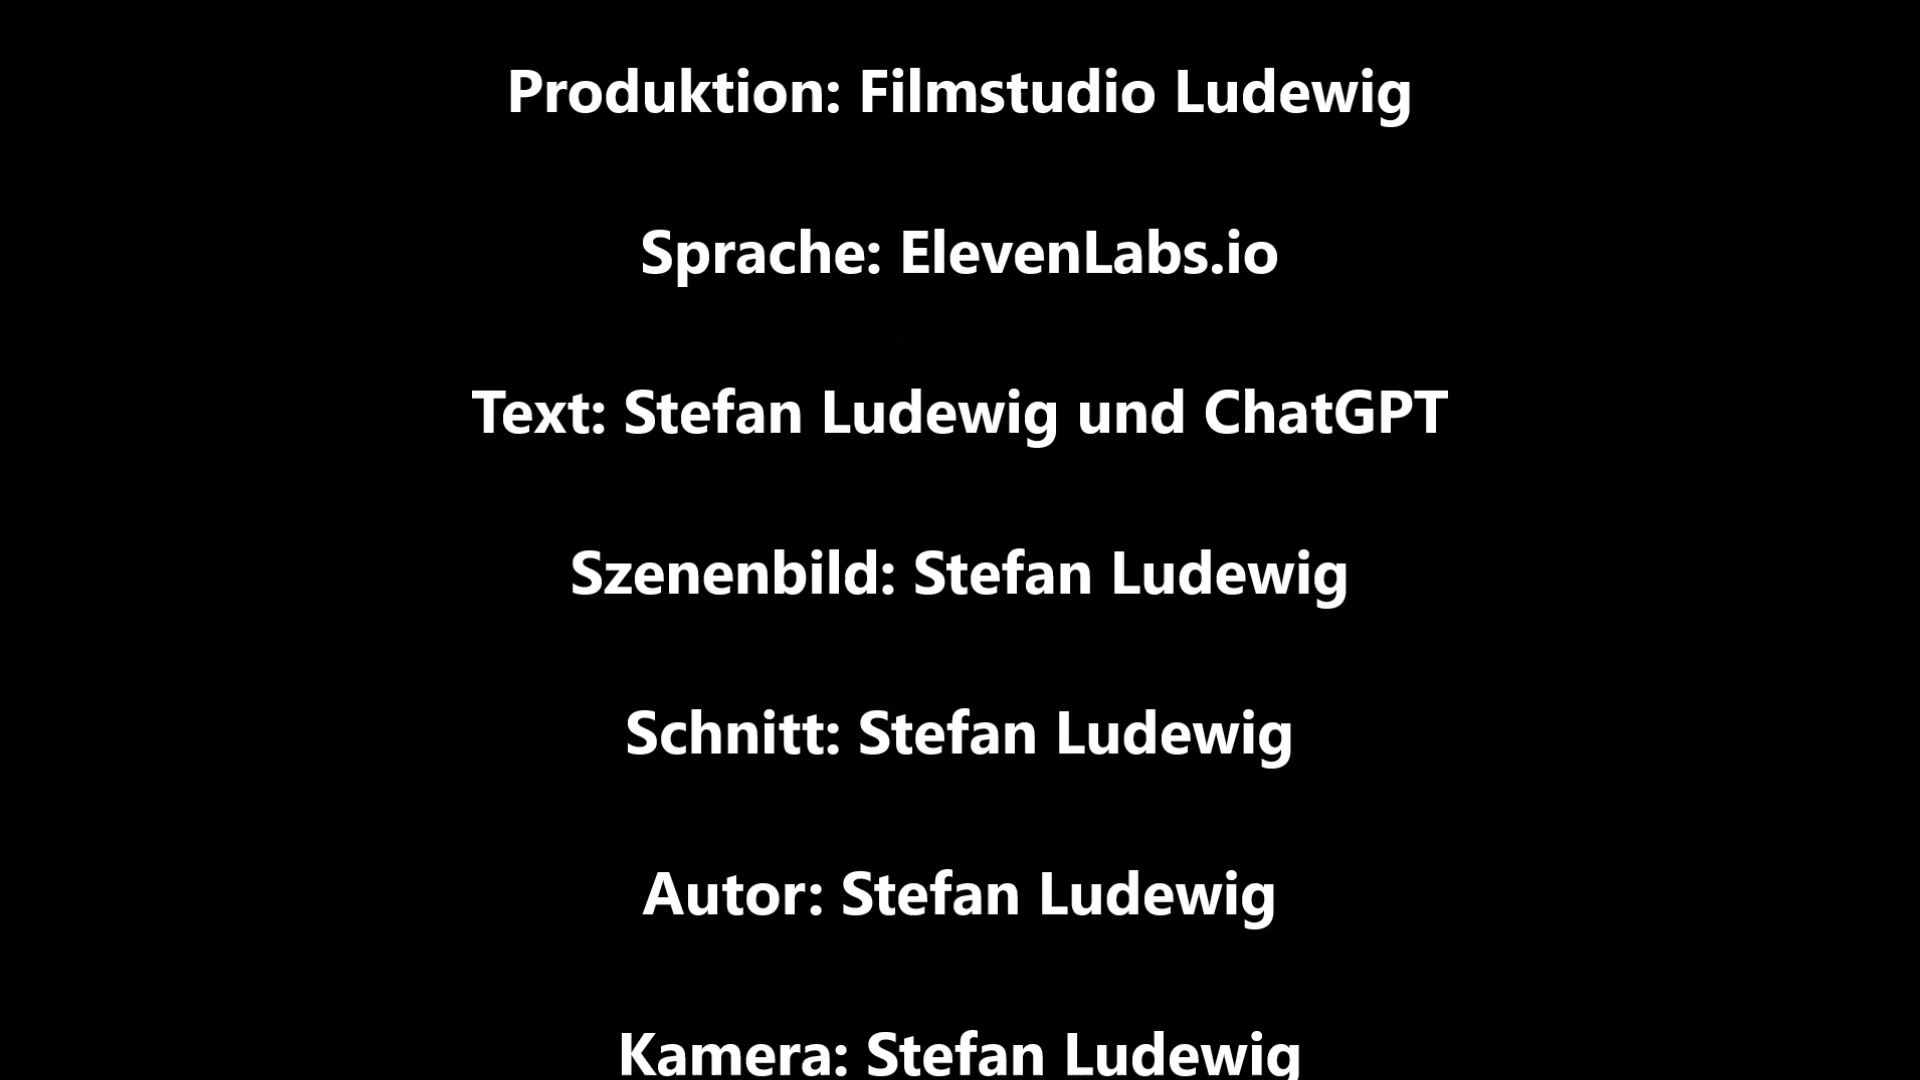 Produktion: Filmstudio Ludewig
Sprache: ElevenLabs.io
Text: Stefan Ludewig und ChatGPT
Szenenbild: Stefan Ludewig
Schnitt: Stefan Ludewig
Autor: Stefan Ludewig
Kamera: Stefan Ludewig